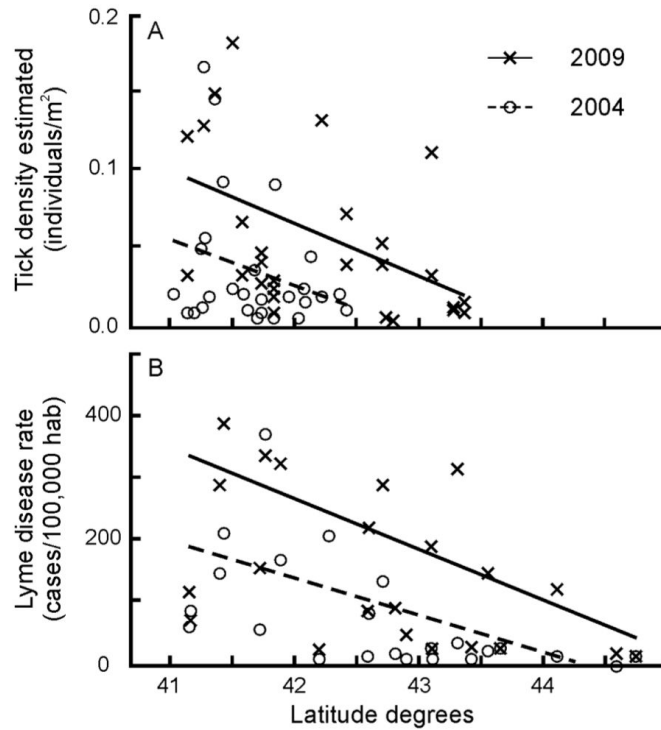 0.2
A
2009
2004
0.1
0.0
Tick density estimated
(individuals/m²)
B
400
200
0
Lyme disease rate
(cases/100,000 hab)
41
42
43
44
Latitude degrees